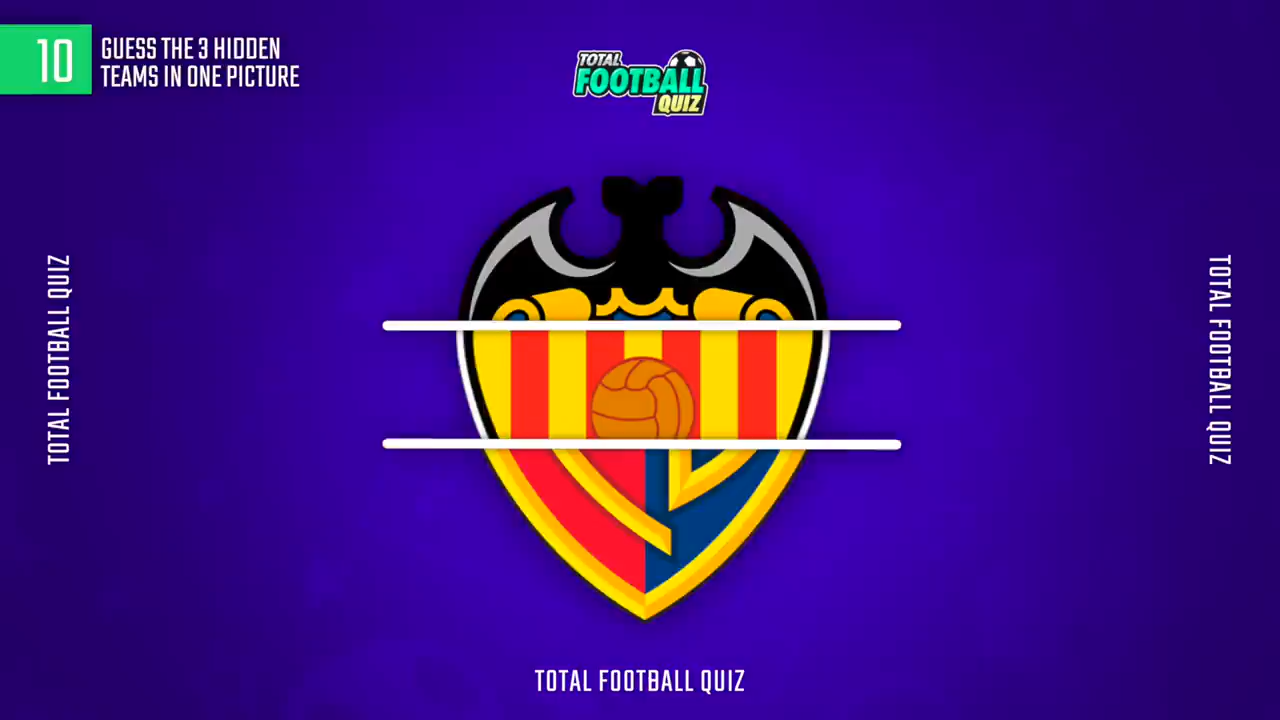 10
GUESS THE 3 HIDDEN
TEAMS IN ONE PICTURE
TOTAL
FOOTBALL
QUIZ
TOTAL FOOTBALL QUIZ
TOTAL FOOTBALL QUIZ
TOTAL FOOTBALL QUIZ